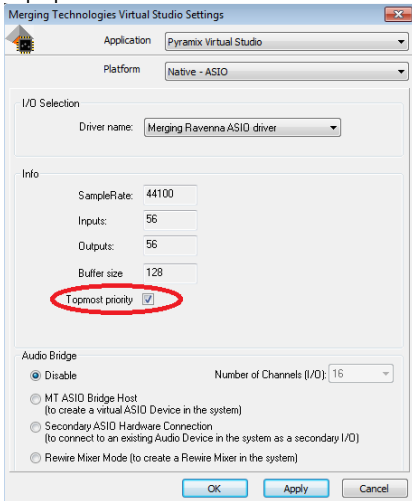 Merging Technologies Virtual Studio Settings
Application Pyramix Virtual Studio
Platform Native - ASIO
I/O Selection
Driver name: Merging Ravenna ASIO driver
Info
SampleRate: 44100
Inputs: 56
Outputs: 56
Buffer size 128
Topmost priority
Audio Bridge
Disable Number of Channels (I/O): 16
MT ASIO Bridge Host
(to create a virtual ASIO Device in the system)
Secondary ASIO Hardware Connection
(to connect to an existing Audio Device in the system as a secondary I/O)
Rewire Mixer Mode (to create a Rewire Mixer in the system)
OK Apply Cancel